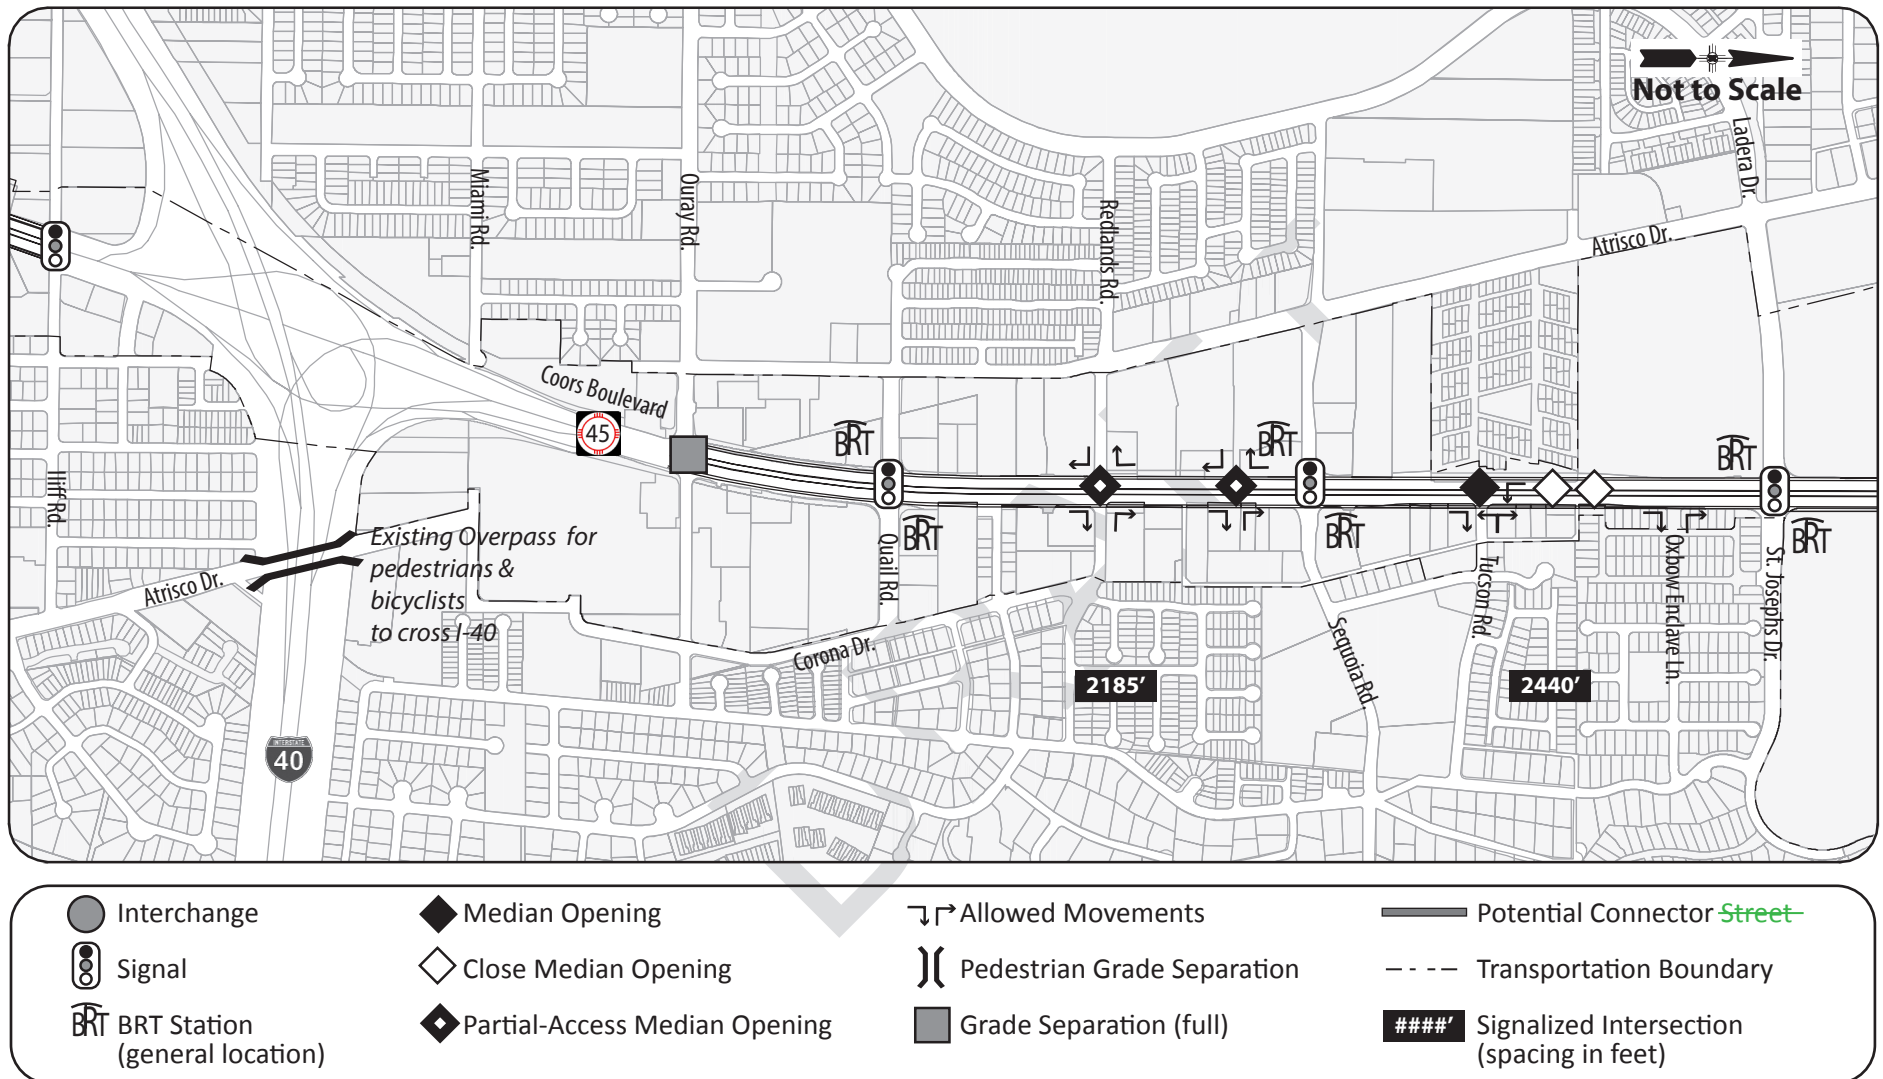 Not to Scale
Ladera Dr.
Miami Rd.
Ouray Rd.
Redlands Rd.
Atrisco Dr.
Coors Boulevard
45
BRT
BRT
BRT
BRT
BRT
BRT
Iliff Rd.
Existing Overpass for
pedestrians &
bicyclists
to cross I-40
Atrisco Dr.
Quail Rd.
Tucson Rd.
Oxbow Enclave Ln.
St. Josephs Dr.
Corona Dr.
Sequoia Rd.
2185’
2440’
INTERSTATE
40
Interchange
Median Opening
Allowed Movements
Potential Connector Street
Signal
Close Median Opening
Pedestrian Grade Separation
Transportation Boundary
BRT
BRT Station
(general location)
Partial-Access Median Opening
Grade Separation (full)
####’
Signalized Intersection
(spacing in feet)